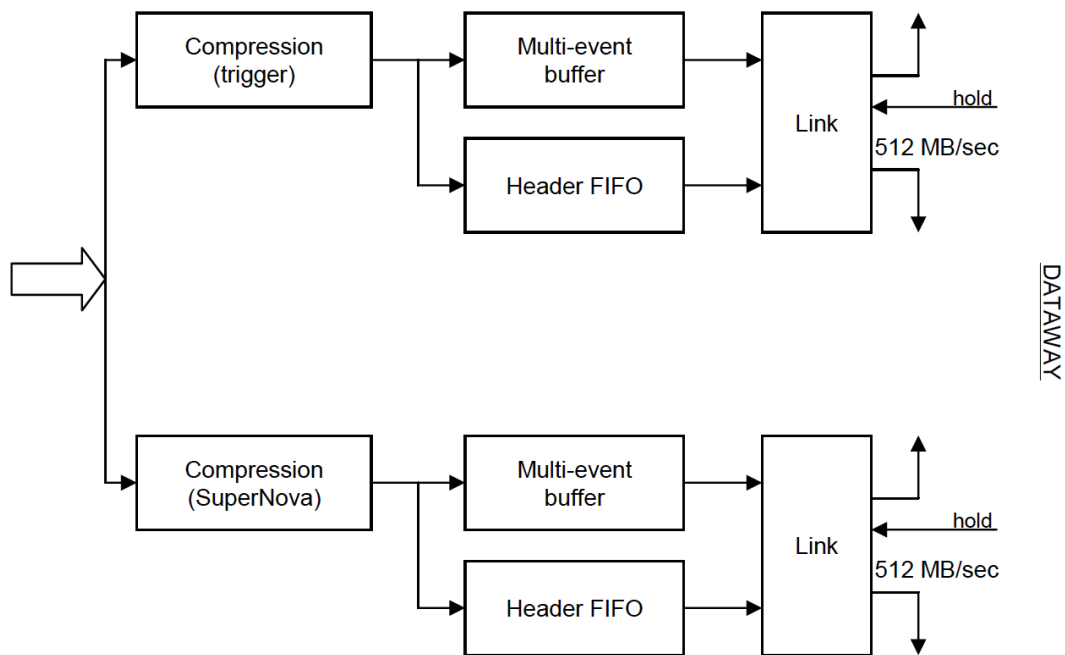 Compression
(trigger)
Multi-event
buffer
Header FIFO
Link
hold
512 MB/sec
DATAWAY
Compression
(SuperNova)
Multi-event
buffer
Header FIFO
Link
hold
512 MB/sec